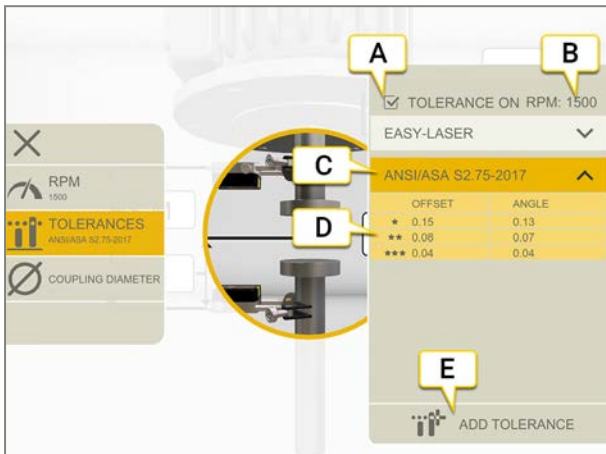 A
B
TOLERANCE ON RPM: 1500
EASY-LASER
C
ANSI/ASA S2.75-2017
OFFSET ANGLE
D
★ 0.15 0.13
★★ 0.08 0.07
★★★ 0.04 0.04
RPM
1500
TOLERANCES
ANSI/ASA S2.75-2017
COUPLING DIAMETER
E
ADD TOLERANCE